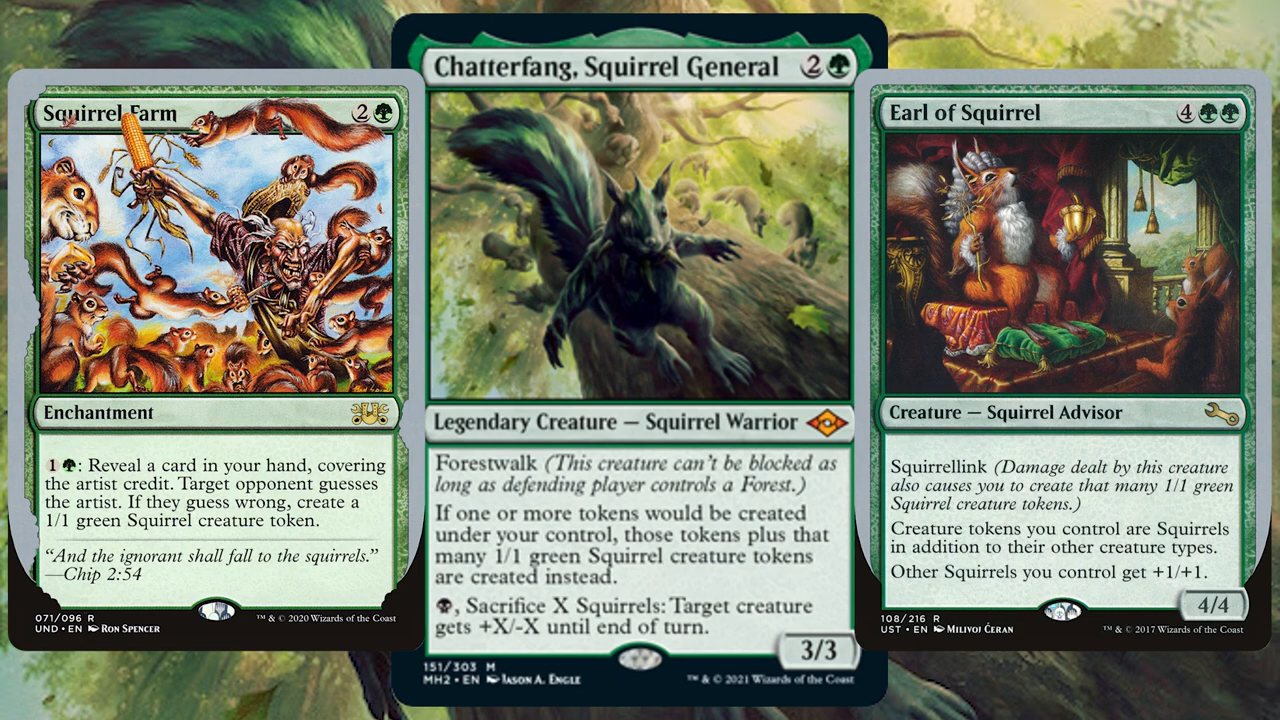 Squirrel Farm 2
Enchantment
1 : Reveal a card in your hand, covering
the artist credit. Target opponent guesses
the artist. If they guess wrong, create a
1/1 green Squirrel creature token.
“And the ignorant shall fall to the squirrels.”
—Chip 2:54
071/096 R
UND • EN Ron Spencer
™ & © 2020 Wizards of the Coast
Chatterfang, Squirrel General 2
Legendary Creature — Squirrel Warrior
Forestwalk (This creature can’t be blocked as
long as defending player controls a Forest.)
If one or more tokens would be created
under your control, those tokens plus that
many 1/1 green Squirrel creature tokens
are created instead.
, Sacrifice X Squirrels: Target creature
gets +X/-X until end of turn.
3/3
151/303 M
MH2 • EN Jason A. Engle
™ & © 2021 Wizards of the Coast
Earl of Squirrel 4
Creature — Squirrel Advisor
Squirrellink (Damage dealt by this creature
also causes you to create that many 1/1 green
Squirrel creature tokens.)
Creature tokens you control are Squirrels
in addition to their other creature types.
Other Squirrels you control get +1/+1.
4/4
108/216 R
UST • EN Milivoj Ćeran
™ & © 2017 Wizards of the Coast